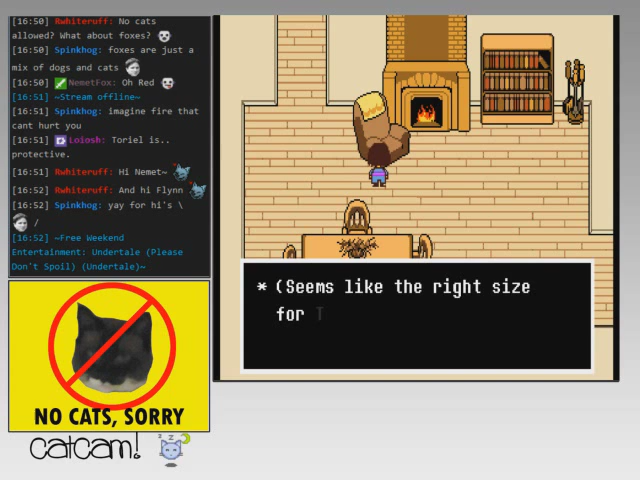 [16:50] Rwhiteruff: No cats
allowed? What about foxes?
[16:50] Spinkhog: foxes are just a
mix of dogs and cats
[16:50] NemetFox: Oh Red
[16:51] ~Stream offline~
[16:51] Spinkhog: imagine fire that
cant hurt you
[16:51] Loiosh: Toriel is..
protective.
[16:51] Rwhiteruff: Hi Nemet~
[16:52] Rwhiteruff: And hi Flynn
[16:52] Spinkhog: yay for hi's \
/
[16:52] ~Free Weekend
Entertainment: Undertale (Please
Don't Spoil) (Undertale)~
* (Seems like the right size
for T
NO CATS, SORRY
catcam!
z z z